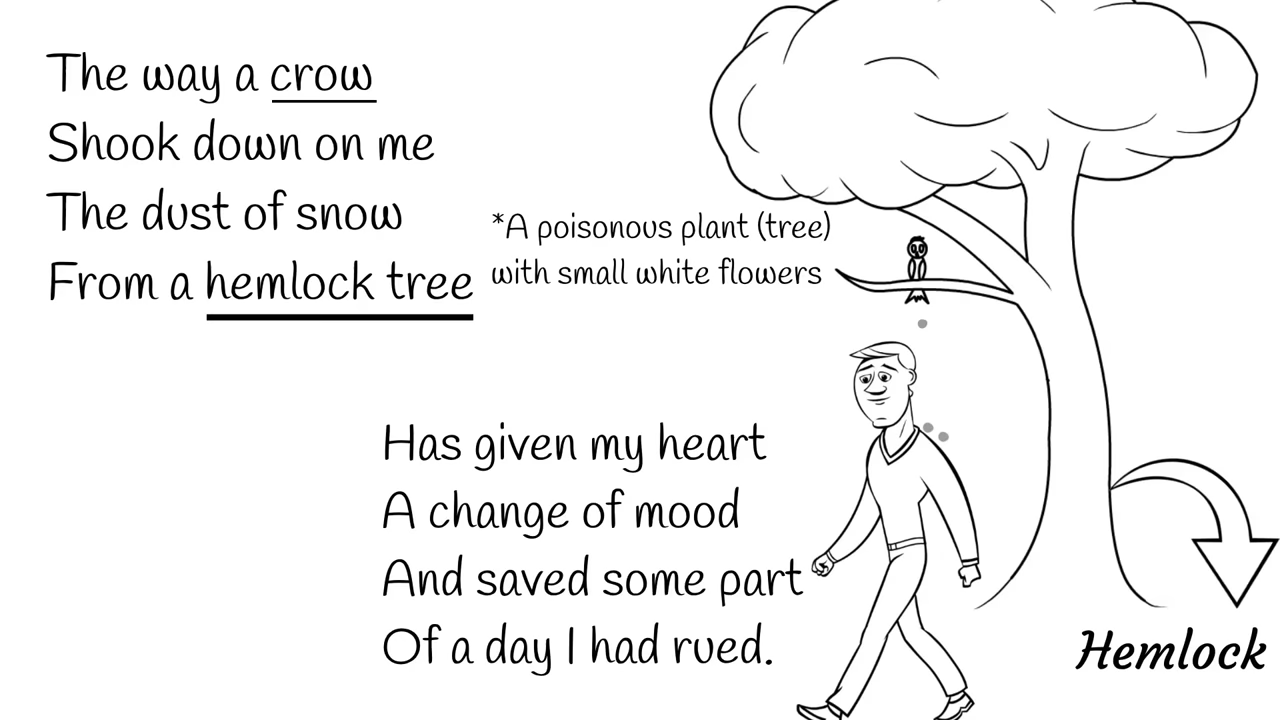 The way a crow
Shook down on me
The dust of snow
From a hemlock tree
*A poisonous plant (tree)
with small white flowers
Has given my heart
A change of mood
And saved some part
Of a day I had rued.
Hemlock